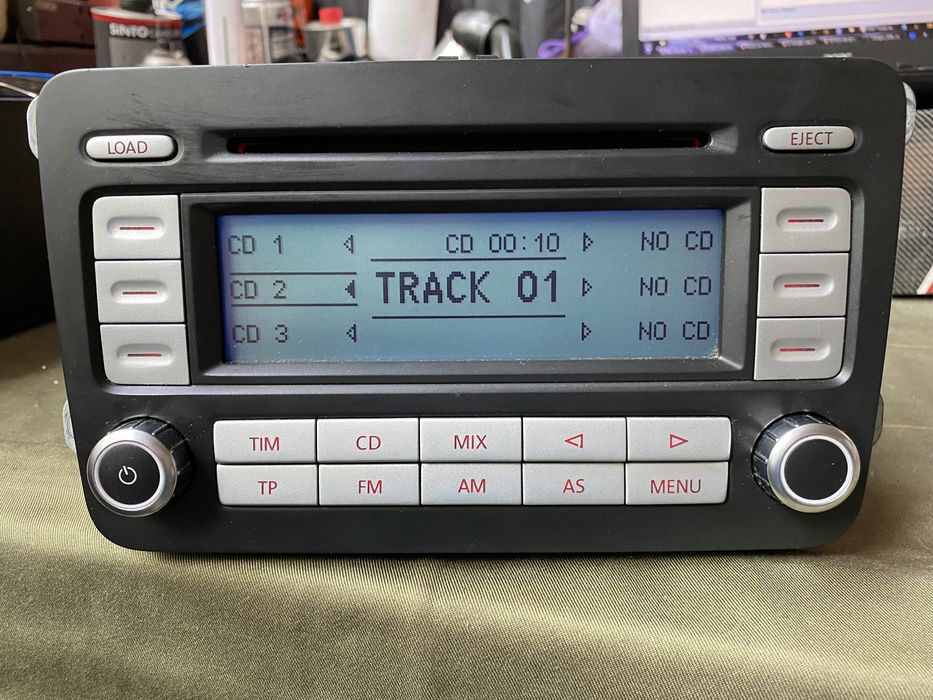 SINTO
LOAD
EJECT
CD 1 CD 00:10 NO CD
CD 2 TRACK 01 NO CD
CD 3 NO CD
TIM CD MIX
TP FM AM AS MENU